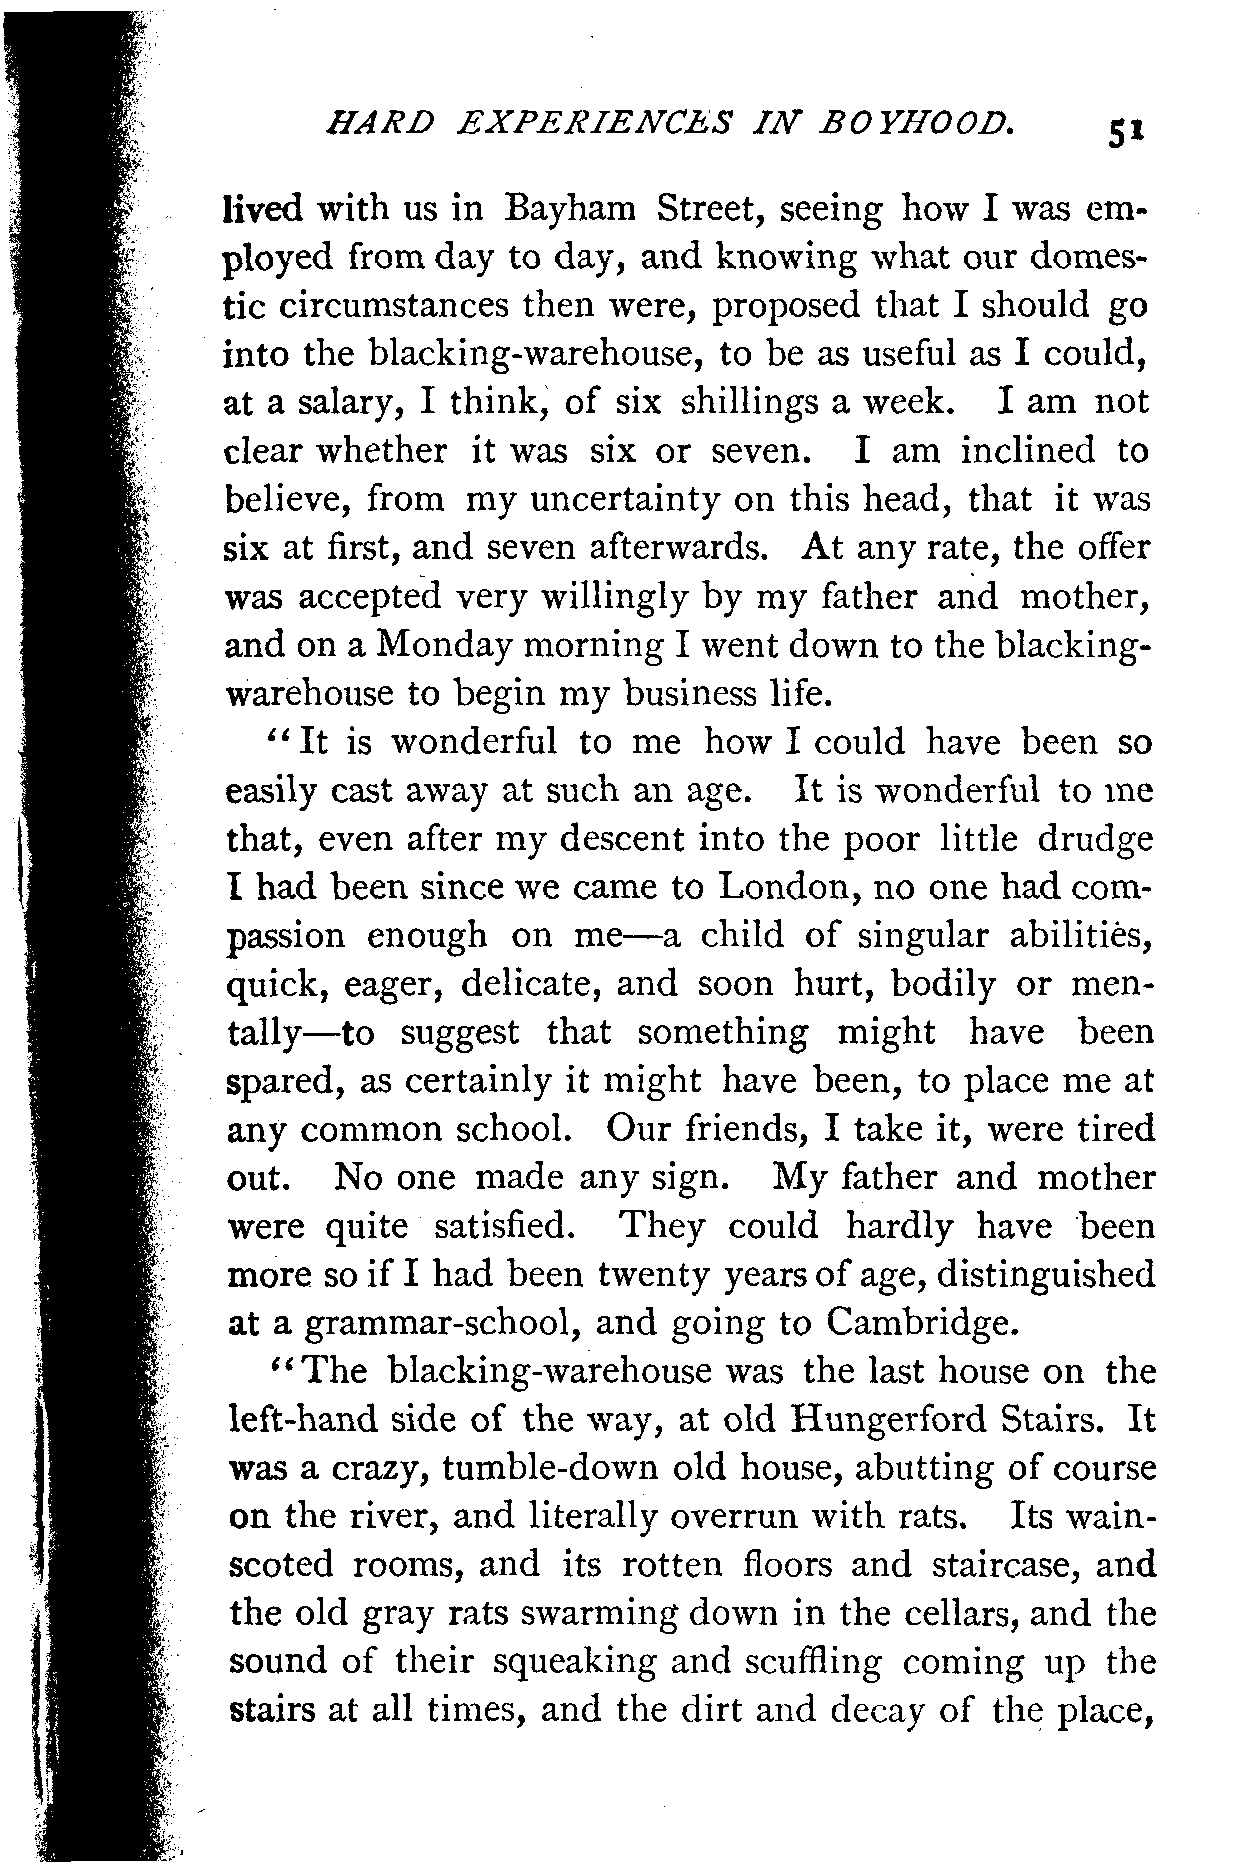 HARD EXPERIENCES IN BOYHOOD. 51
lived with us in Bayham Street, seeing how I was em-
ployed from day to day, and knowing what our domes-
tic circumstances then were, proposed that I should go
into the blacking-warehouse, to be as useful as I could,
at a salary, I think, of six shillings a week. I am not
clear whether it was six or seven. I am inclined to
believe, from my uncertainty on this head, that it was
six at first, and seven afterwards. At any rate, the offer
was accepted very willingly by my father and mother,
and on a Monday morning I went down to the blacking-
warehouse to begin my business life.
"It is wonderful to me how I could have been so
easily cast away at such an age. It is wonderful to me
that, even after my descent into the poor little drudge
I had been since we came to London, no one had com-
passion enough on me—a child of singular abilities,
quick, eager, delicate, and soon hurt, bodily or men-
tally—to suggest that something might have been
spared, as certainly it might have been, to place me at
any common school. Our friends, I take it, were tired
out. No one made any sign. My father and mother
were quite satisfied. They could hardly have been
more so if I had been twenty years of age, distinguished
at a grammar-school, and going to Cambridge.
"The blacking-warehouse was the last house on the
left-hand side of the way, at old Hungerford Stairs. It
was a crazy, tumble-down old house, abutting of course
on the river, and literally overrun with rats. Its wain-
scoted rooms, and its rotten floors and staircase, and
the old gray rats swarming down in the cellars, and the
sound of their squeaking and scuffling coming up the
stairs at all times, and the dirt and decay of the place,